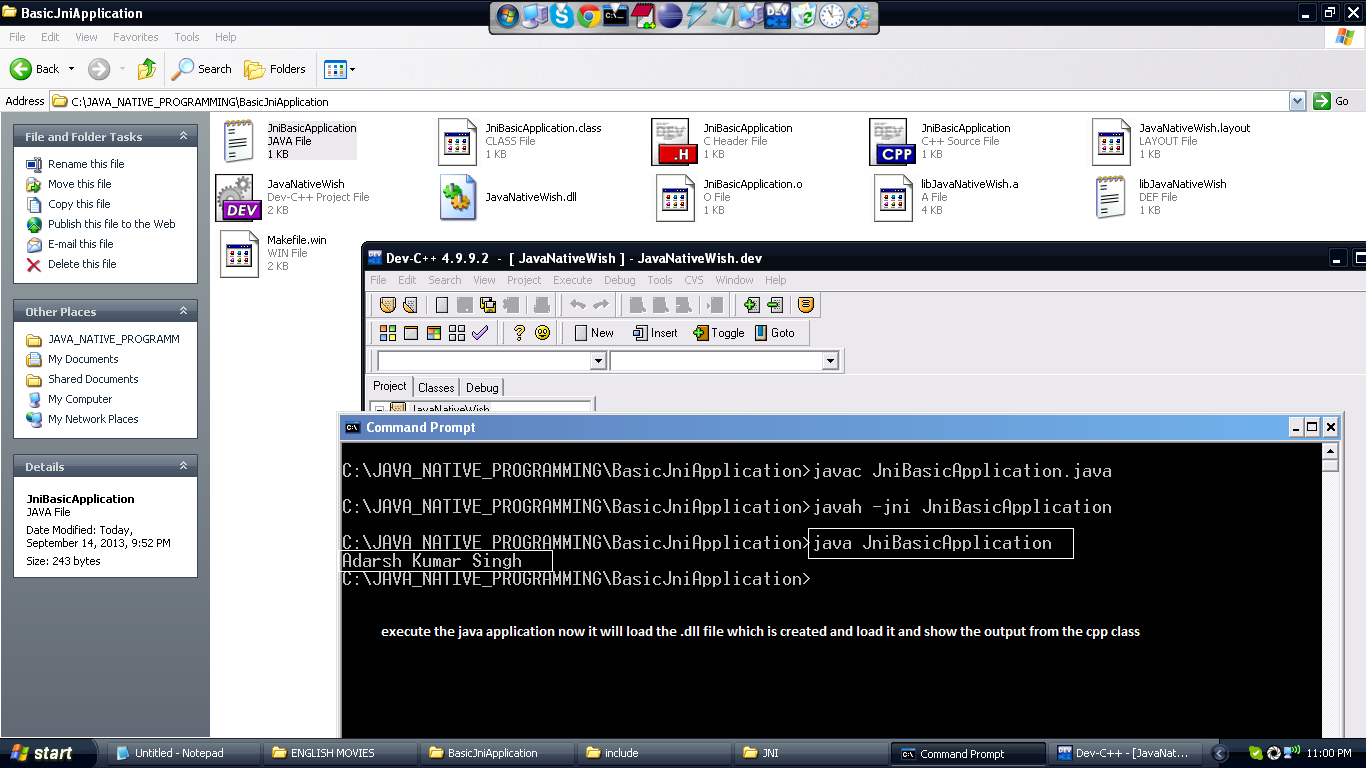 BasicJniApplication
File Edit View Favorites Tools Help
Back Search Folders
Address C:\JAVA_NATIVE_PROGRAMMING\BasicJniApplication Go
File and Folder Tasks
Rename this file
Move this file
Copy this file
Publish this file to the Web
E-mail this file
Delete this file
Other Places
JAVA_NATIVE_PROGRAMM
My Documents
Shared Documents
My Computer
My Network Places
Details
JniBasicApplication
JAVA File
Date Modified: Today,
September 14, 2013, 9:52 PM
Size: 243 bytes
JniBasicApplication
JAVA File
1 KB
JniBasicApplication.class
CLASS File
1 KB
.H
JniBasicApplication
C Header File
1 KB
CPP
JniBasicApplication
C++ Source File
1 KB
JavaNativeWish.layout
LAYOUT File
1 KB
DEV
JavaNativeWish
Dev-C++ Project File
2 KB
JavaNativeWish.dll
JniBasicApplication.o
O File
1 KB
libJavaNativeWish.a
A File
4 KB
libJavaNativeWish
DEF File
1 KB
Makefile.win
WIN File
2 KB
Dev-C++ 4.9.9.2 - [ JavaNativeWish ] - JavaNativeWish.dev
File Edit Search View Project Execute Debug Tools CVS Window Help
New Insert Toggle Goto
Project Classes Debug
JavaNativeWish
Command Prompt
C:\JAVA_NATIVE_PROGRAMMING\BasicJniApplication>javac JniBasicApplication.java
C:\JAVA_NATIVE_PROGRAMMING\BasicJniApplication>javah -jni JniBasicApplication
C:\JAVA_NATIVE_PROGRAMMING\BasicJniApplication>java JniBasicApplication
Adarsh Kumar Singh
C:\JAVA_NATIVE_PROGRAMMING\BasicJniApplication>
execute the java application now it will load the .dll file which is created and load it and show the output from the cpp class
start Untitled - Notepad ENGLISH MOVIES BasicJniApplication include JNI Command Prompt Dev-C++ - [JavaNat... 11:00 PM